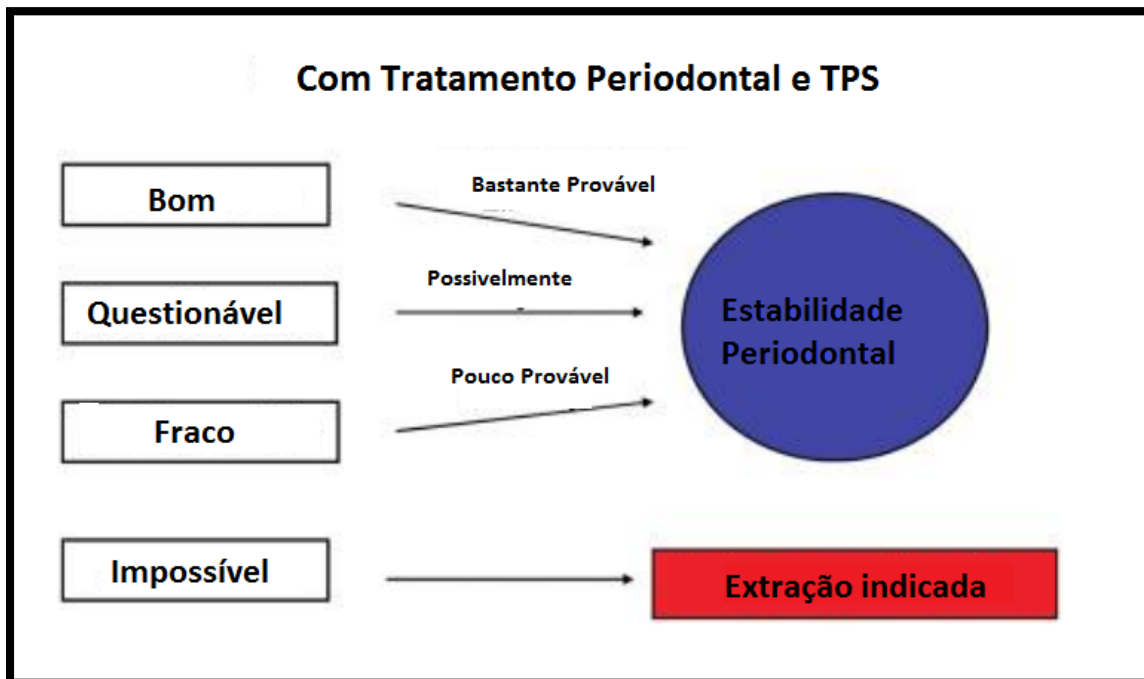 Com Tratamento Periodontal e TPS
Bom
Bastante Provável
Questionável
Possivelmente
Estabilidade
Periodontal
Fraco
Pouco Provável
Impossível
Extração indicada